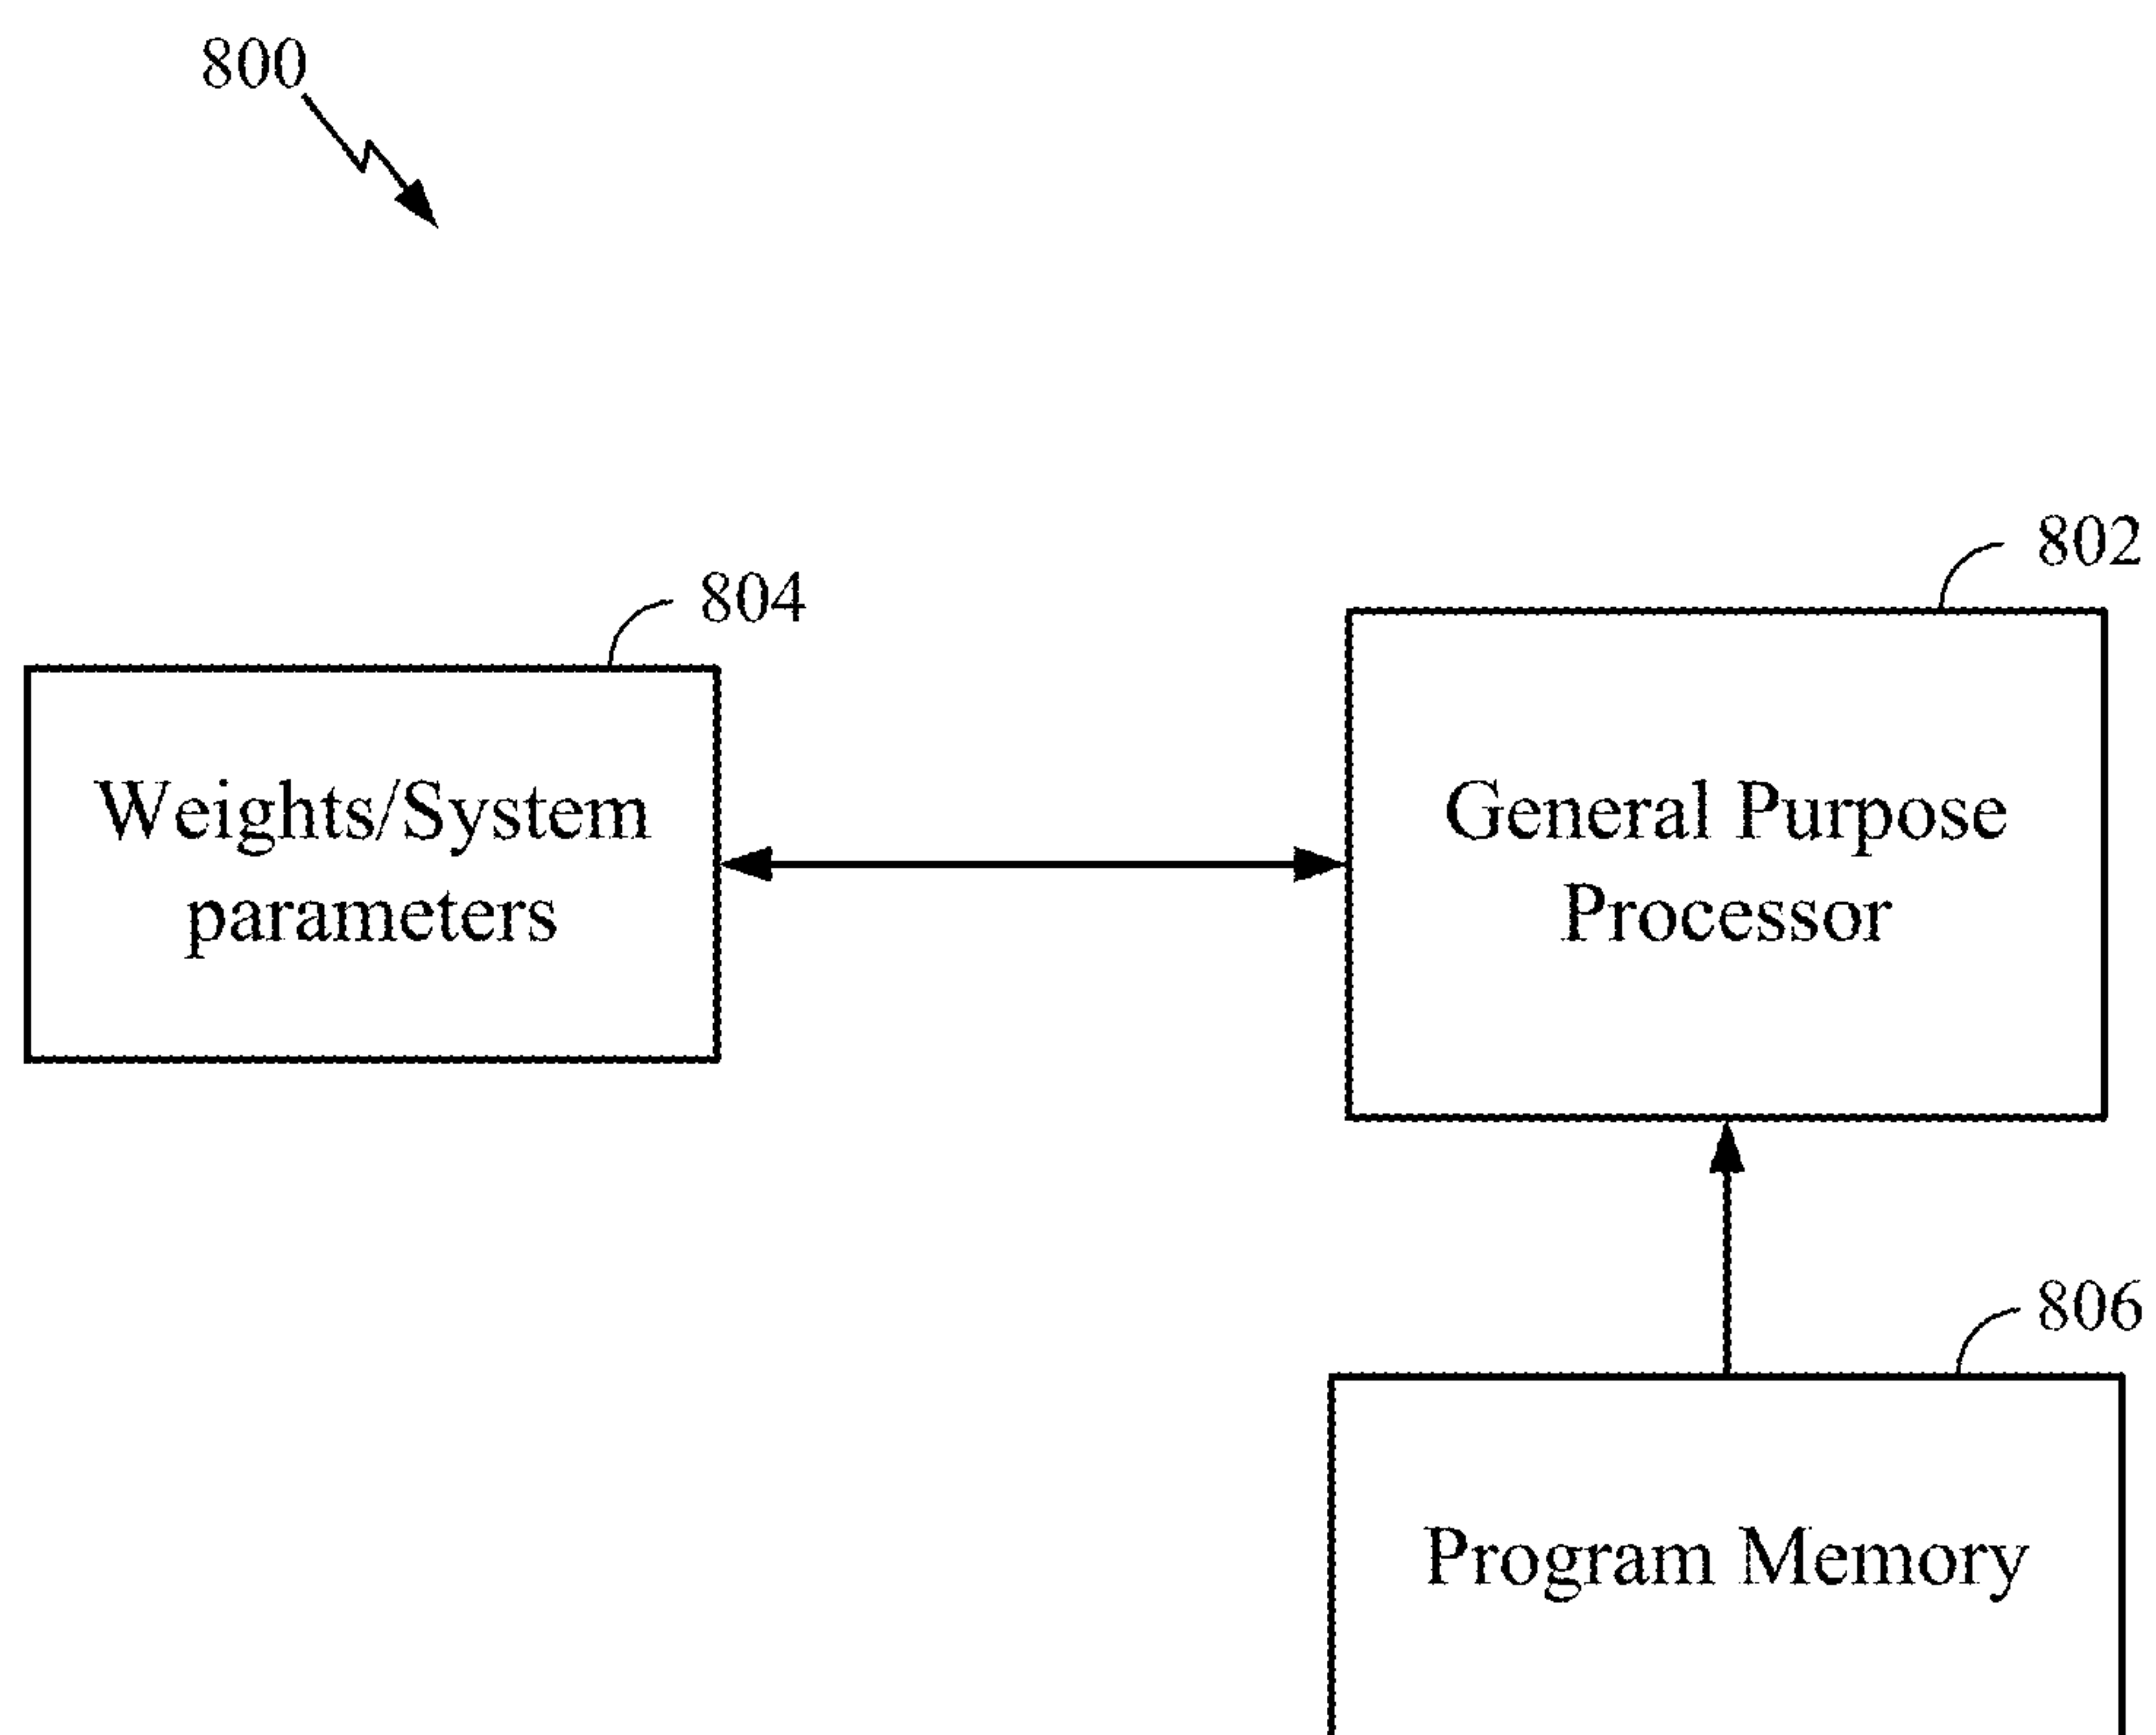 800
802
804
Weights/System
parameters
General Purpose
Processor
806
Program Memory